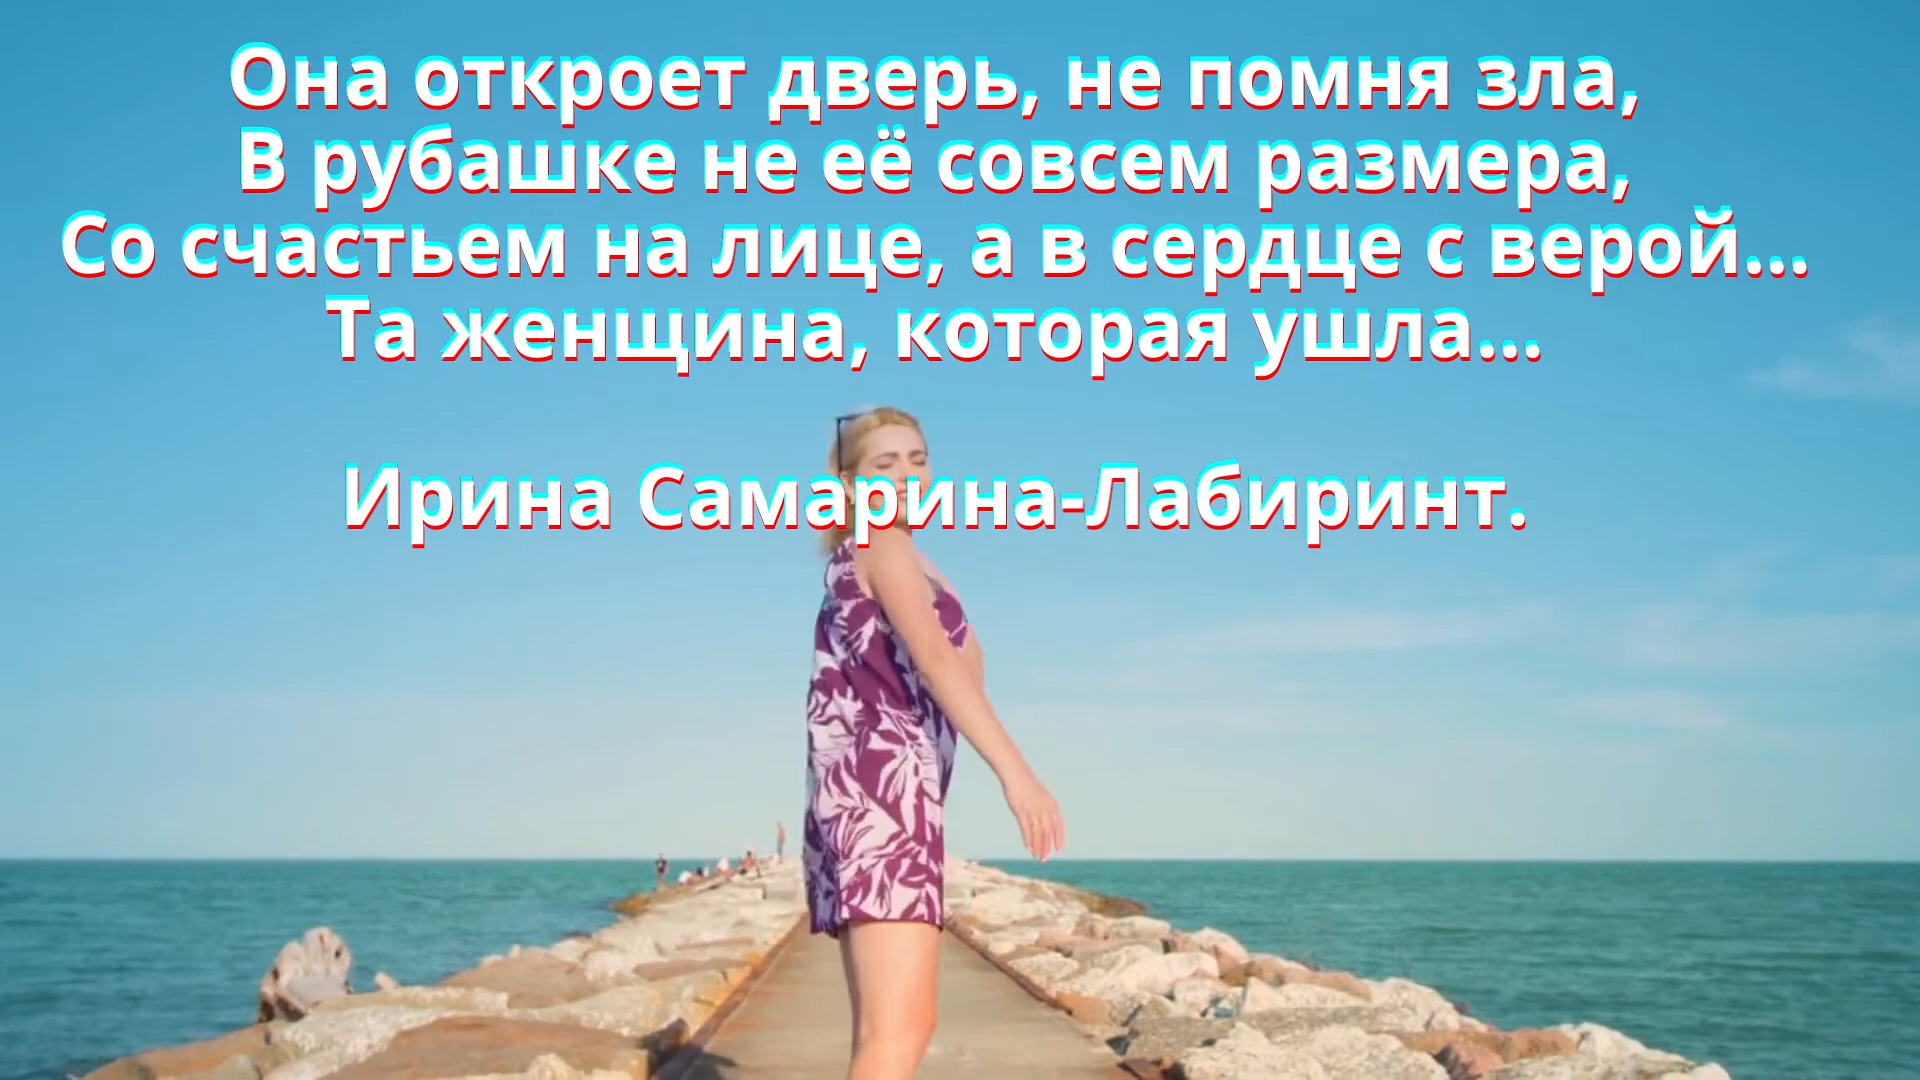 Она откроет дверь, не помня зла,
В рубашке не её совсем размера,
Со счастьем на лице, а в сердце с верой...
Та женщина, которая ушла...
Ирина Самарина-Лабиринт.